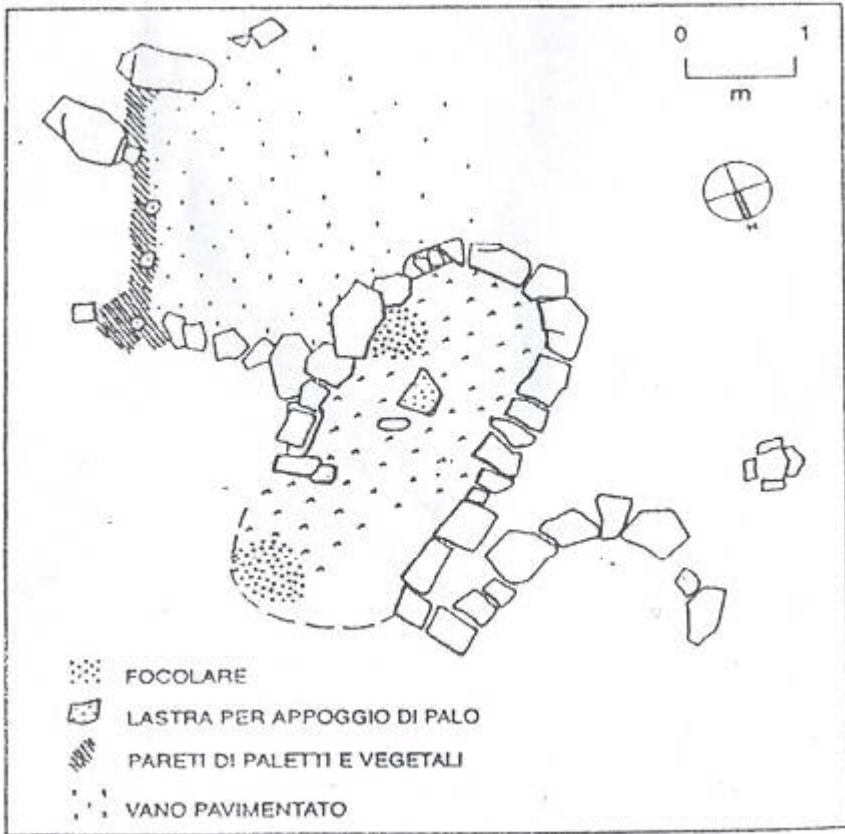 0 1
m
N
FOCOLARE
LASTRA PER APPOGGIO DI PALO
PARETI DI PALETTI E VEGETALI
VANO PAVIMENTATO